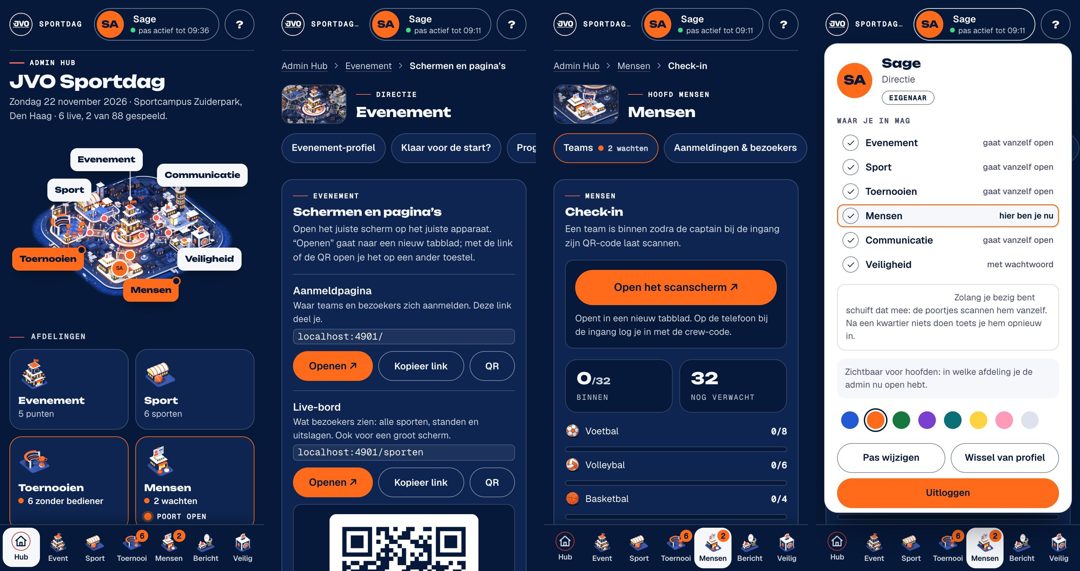 JVO SPORTDAG
SA Sage
pas actief tot 09:36
?
ADMIN HUB
JVO Sportdag
Zondag 22 november 2026 · Sportcampus Zuiderpark,
Den Haag · 6 live, 2 van 88 gespeeld.
Evenement
Communicatie
Sport
Toernooien
Veiligheid
SA
Mensen
AFDELINGEN
Evenement
5 punten
Sport
6 sporten
Toernooien
6 zonder bediener
Mensen
2 wachten
POORT OPEN
Hub
Event
Sport
6
Toernooi
2
Mensen
Bericht
Veilig
JVO SPORTDAG…
SA Sage
pas actief tot 09:11
?
Admin Hub > Evenement > Schermen en pagina's
DIRECTIE
Evenement
Evenement-profiel
Klaar voor de start?
Prog
EVENEMENT
Schermen en pagina's
Open het juiste scherm op het juiste apparaat.
"Openen" gaat naar een nieuw tabblad; met de link
of de QR open je het op een ander toestel.
Aanmeldpagina
Waar teams en bezoekers zich aanmelden. Deze link
deel je.
localhost:4901/
Openen ↗
Kopieer link
QR
Live-bord
Wat bezoekers zien: alle sporten, standen en
uitslagen. Ook voor een groot scherm.
localhost:4901/sporten
Openen ↗
Kopieer link
QR
Hub
Event
Sport
6
Toernooi
2
Mensen
Bericht
Veilig
JVO SPORTDAG…
SA Sage
pas actief tot 09:11
?
Admin Hub > Mensen > Check-in
HOOFD MENSEN
Mensen
Teams 2 wachten
Aanmeldingen & bezoekers
MENSEN
Check-in
Een team is binnen zodra de captain bij de ingang
zijn QR-code laat scannen.
Open het scanscherm ↗
Opent in een nieuw tabblad. Op de telefoon bij
de ingang log je in met de crew-code.
0/32
BINNEN
32
NOG VERWACHT
Voetbal 0/8
Volleybal 0/6
Basketbal 0/4
Hub
Event
Sport
6
Toernooi
2
Mensen
Bericht
Veilig
JVO SPORTDAG…
SA Sage
pas actief tot 09:11
?
SA
Sage
Directie
EIGENAAR
WAAR JE IN MAG
Evenement gaat vanzelf open
Sport gaat vanzelf open
Toernooien gaat vanzelf open
Mensen hier ben je nu
Communicatie gaat vanzelf open
Veiligheid met wachtwoord
Zolang je bezig bent
schuift dat mee: de poortjes scannen hem vanzelf.
Na een kwartier niets doen toets je hem opnieuw
in.
Zichtbaar voor hoofden: in welke afdeling je de
admin nu open hebt.
Pas wijzigen
Wissel van profiel
Uitloggen
Hub
Event
Sport
6
Toernooi
2
Mensen
Bericht
Veilig